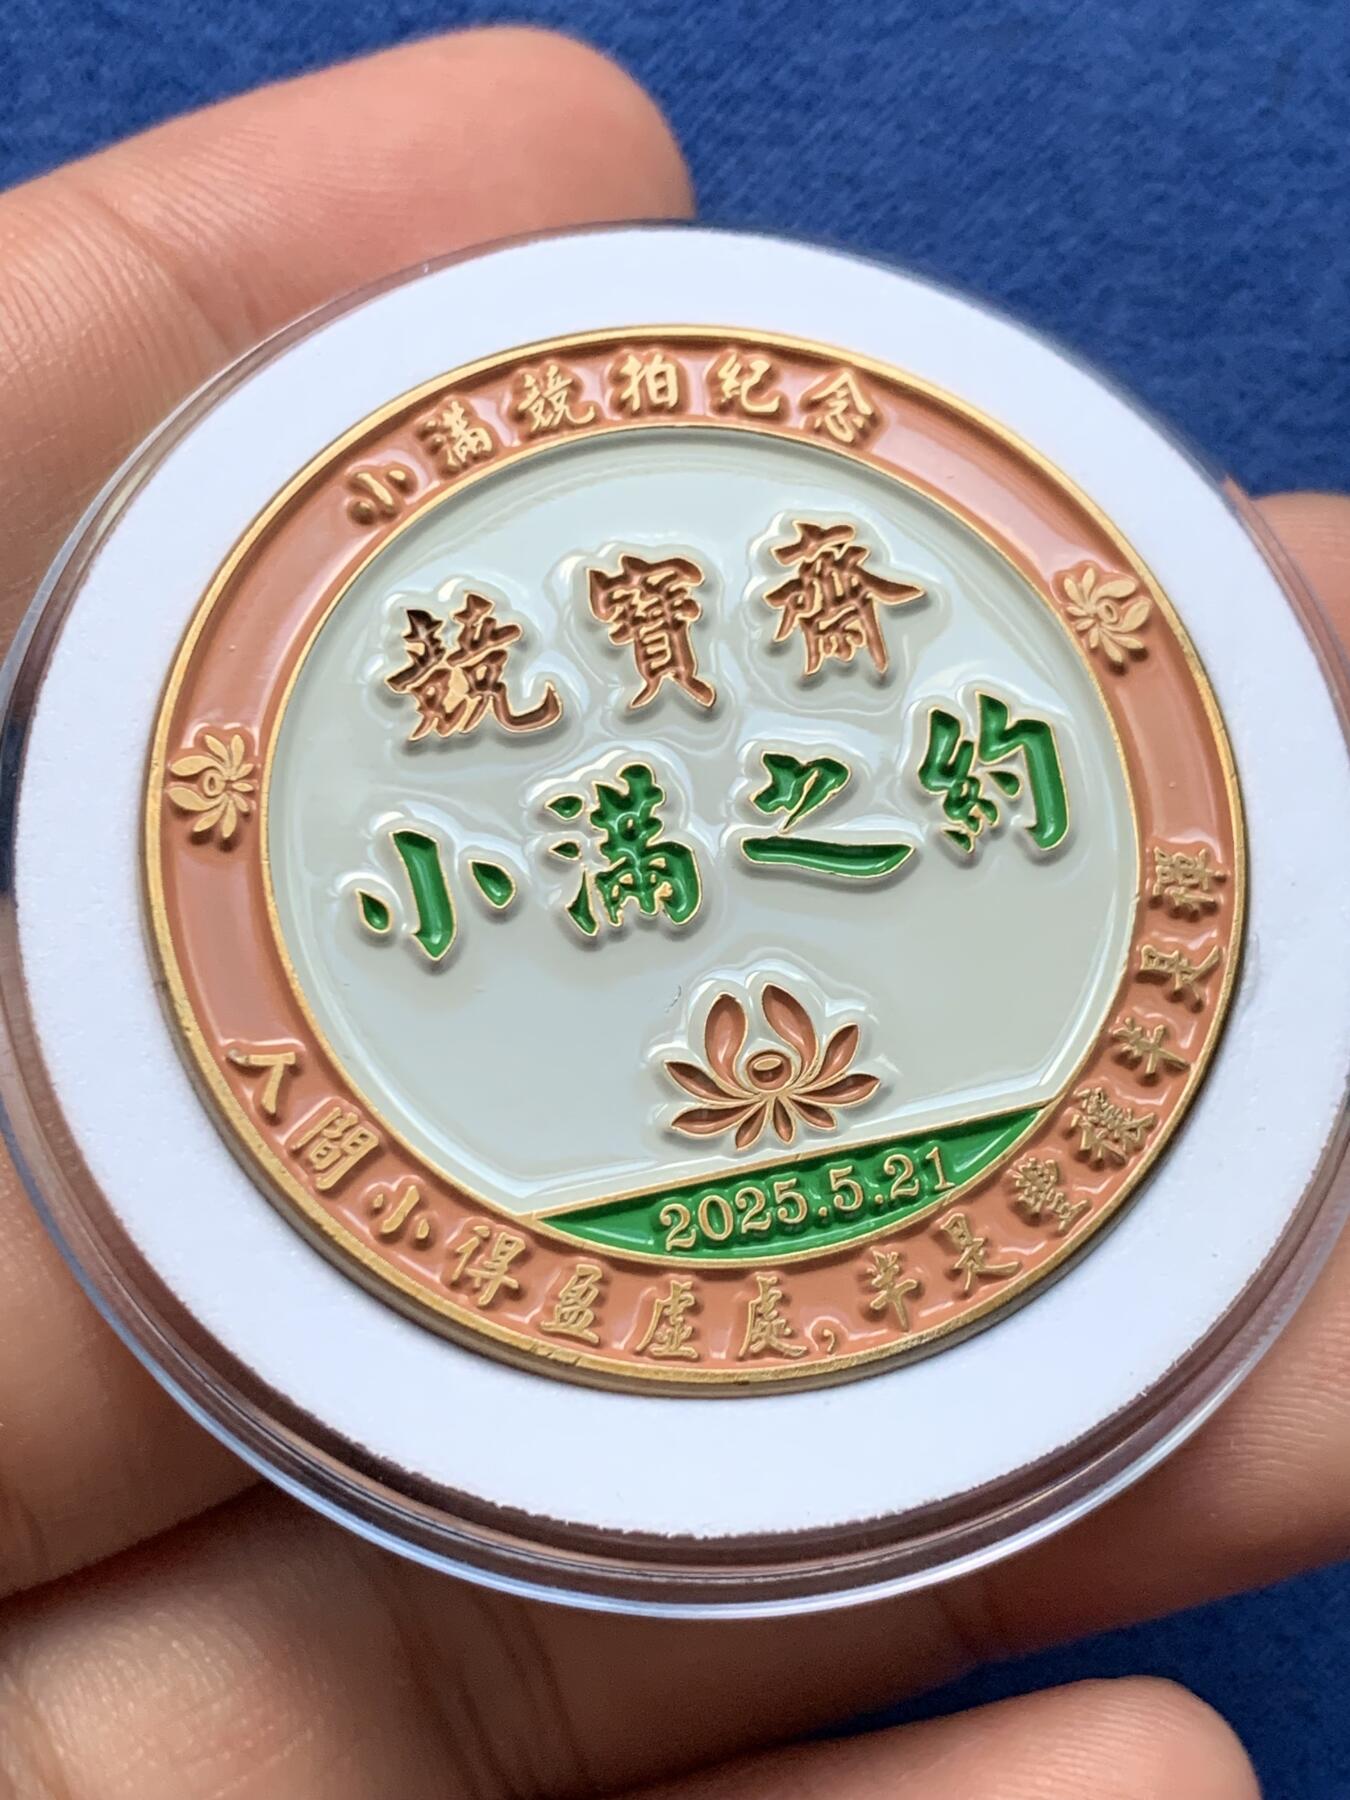 小滿競拍紀念
競寶齋
小滿之約
2025.5.21
人間小得盈虛處，半是豐穰半是禪